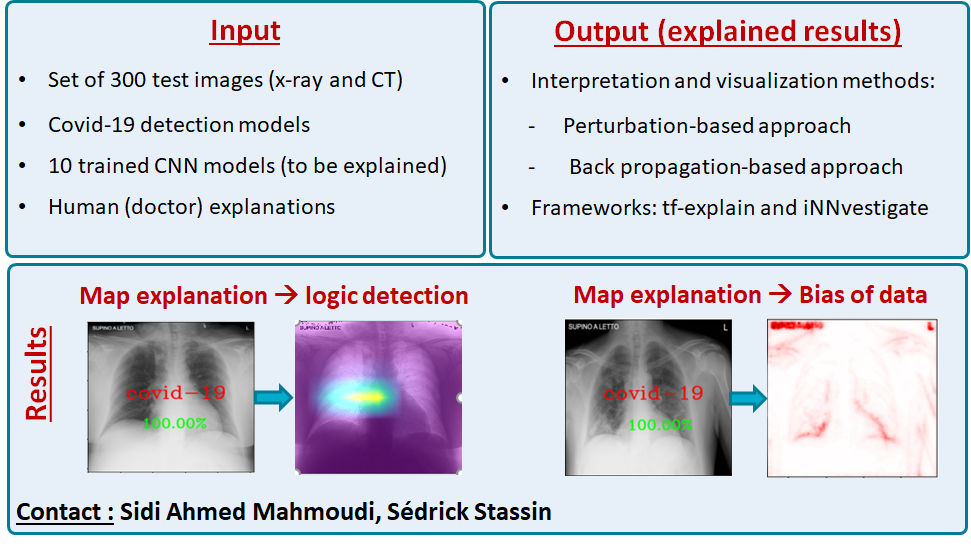 Input
• Set of 300 test images (x-ray and CT)
• Covid-19 detection models
• 10 trained CNN models (to be explained)
• Human (doctor) explanations
Output (explained results)
• Interpretation and visualization methods:
- Perturbation-based approach
- Back propagation-based approach
• Frameworks: tf-explain and iNNvestigate
Results
Map explanation → logic detection
SUPINO A LETTO
L
covid-19
100.00%
SUPINO A LETTO
L
Map explanation → Bias of data
SUPINO A LETTO
L
covid-19
100.00%
L
Contact : Sidi Ahmed Mahmoudi, Sédrick Stassin